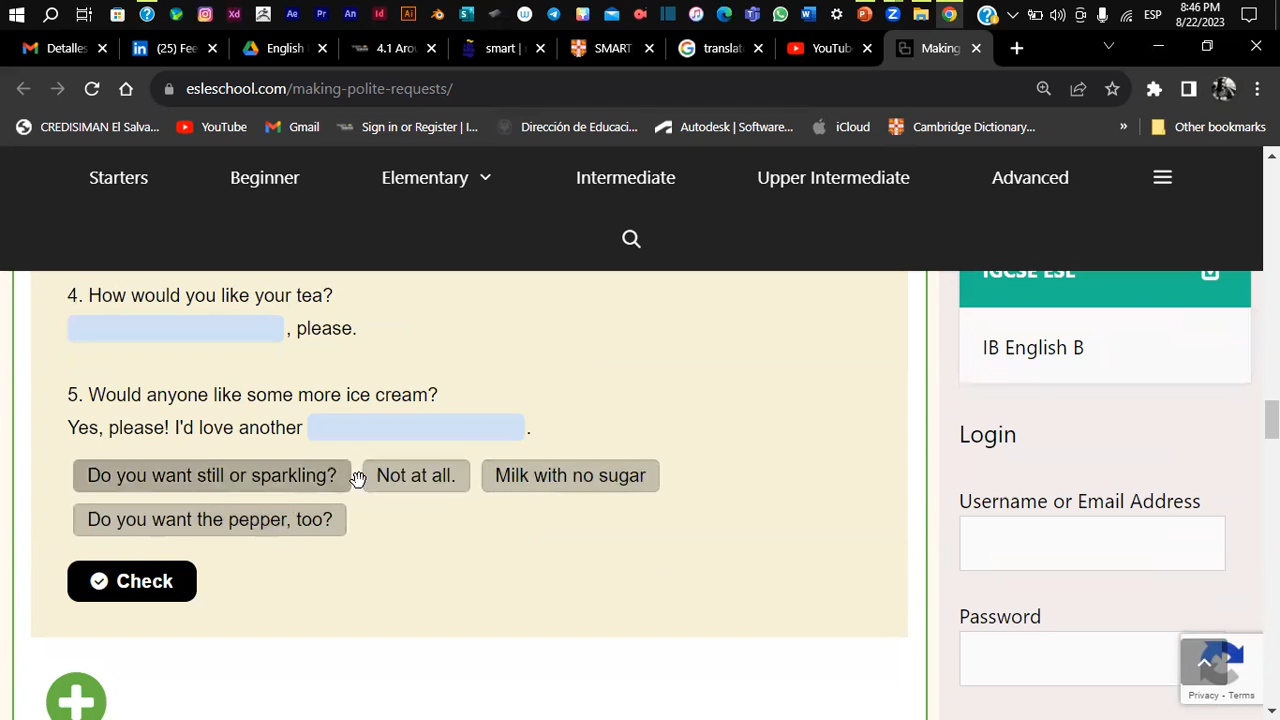 8:46 PM
ESP
8/22/2023
Detalles
(25) Fee
English
4.1 Arou
smart |
SMART
translat
YouTube
Making
esleschool.com/making-polite-requests/
CREDISIMAN El Salva...
YouTube
Gmail
Sign in or Register | I...
Dirección de Educaci...
Autodesk | Software...
iCloud
Cambridge Dictionary...
»
Other bookmarks
Starters
Beginner
Elementary
Intermediate
Upper Intermediate
Advanced
4. How would you like your tea?
, please.
5. Would anyone like some more ice cream?
Yes, please! I'd love another .
Do you want still or sparkling?
Not at all.
Milk with no sugar
Do you want the pepper, too?
Check
IGCSE ESL
IB English B
Login
Username or Email Address
Password
Privacy - Terms